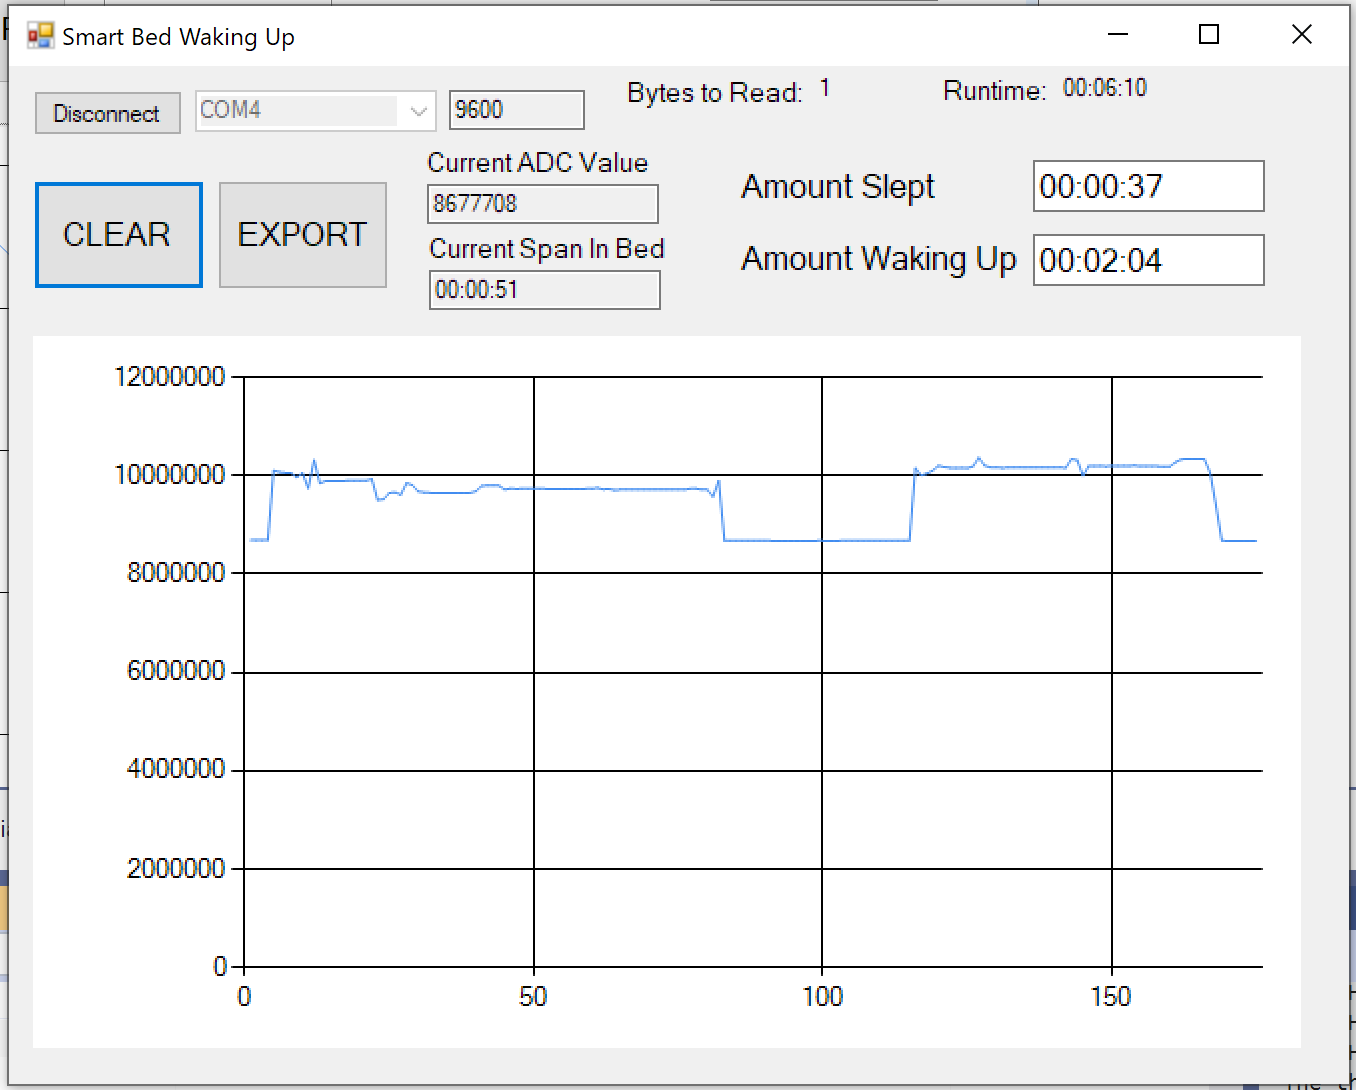 Smart Bed Waking Up
Disconnect COM4 9600 Bytes to Read: 1 Runtime: 00:06:10
CLEAR EXPORT
Current ADC Value
8677708
Current Span In Bed
00:00:51
Amount Slept 00:00:37
Amount Waking Up 00:02:04
12000000
10000000
8000000
6000000
4000000
2000000
0
0 50 100 150